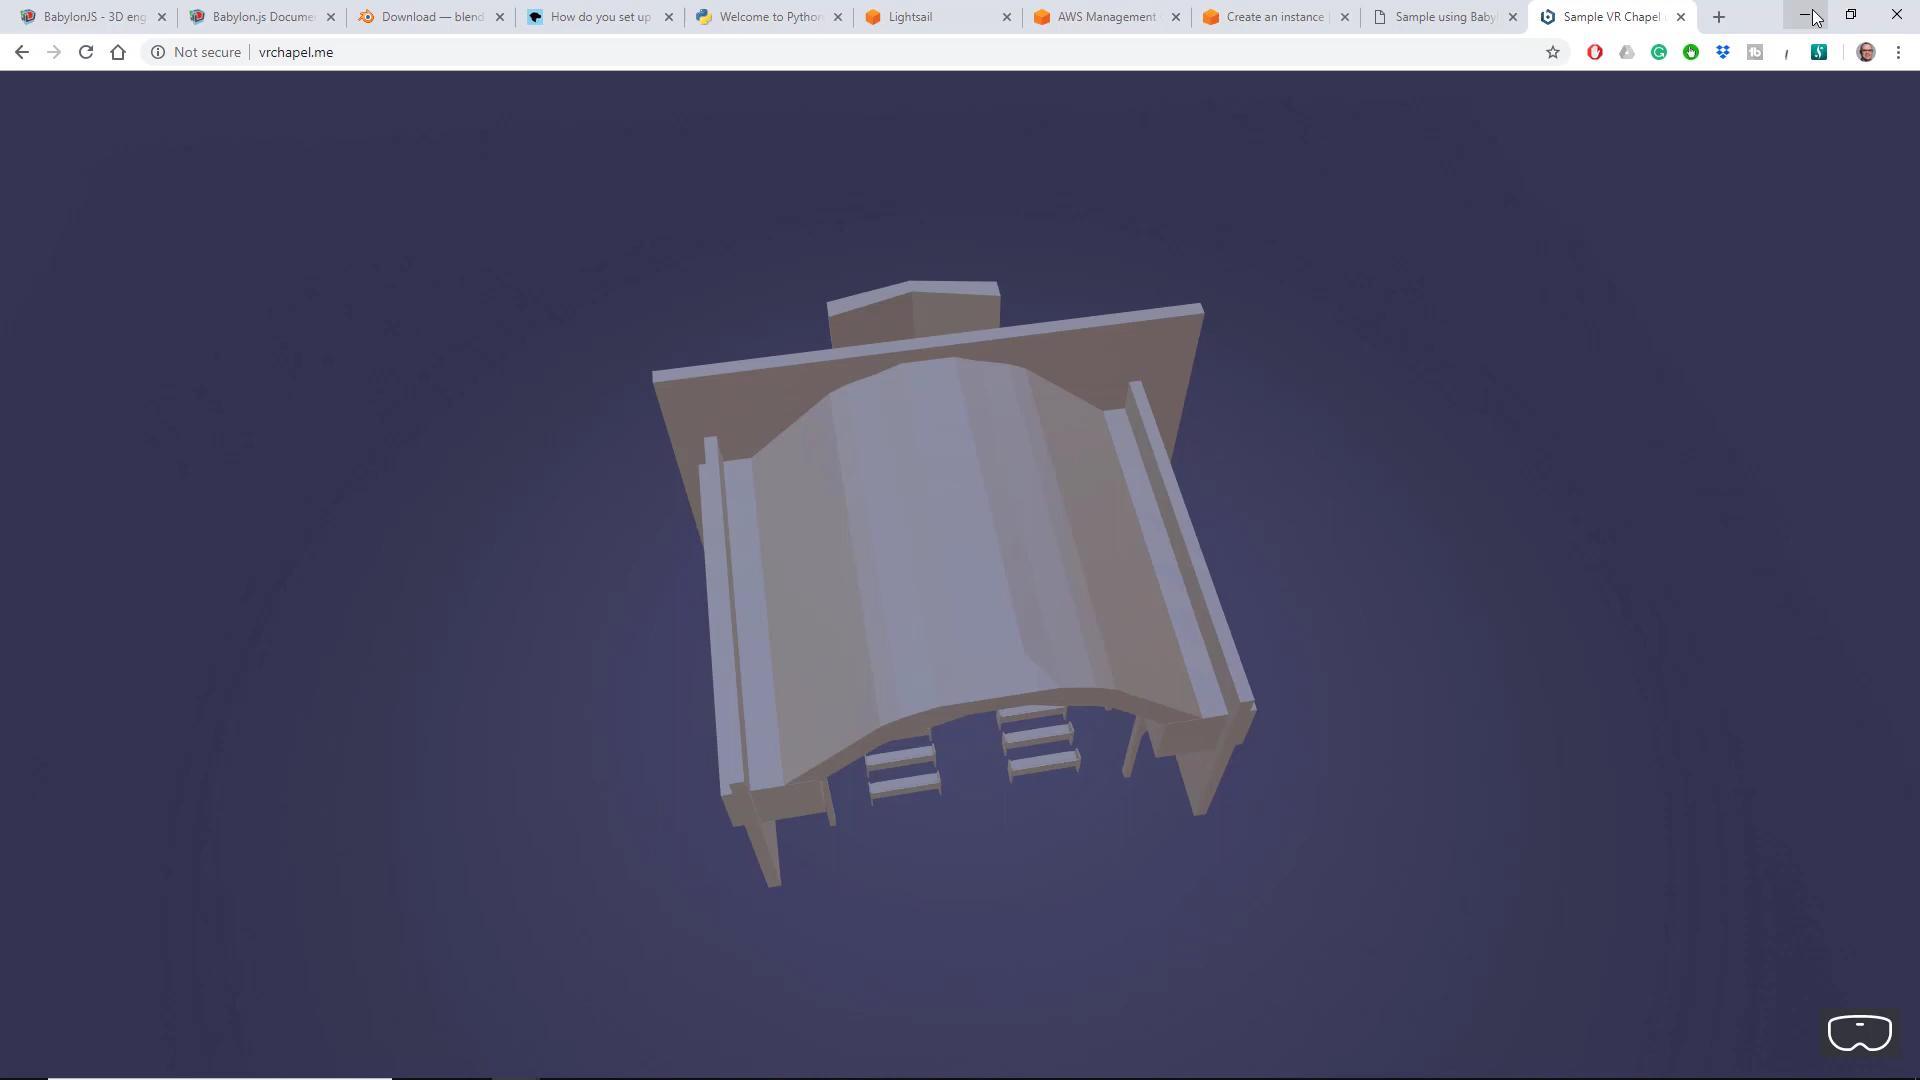 BabylonJS - 3D eng
Babylon.js Docume
Download — blend
How do you set up
Welcome to Python
Lightsail
AWS Management
Create an instance
Sample using Baby
Sample VR Chapel
Not secure
vrchapel.me